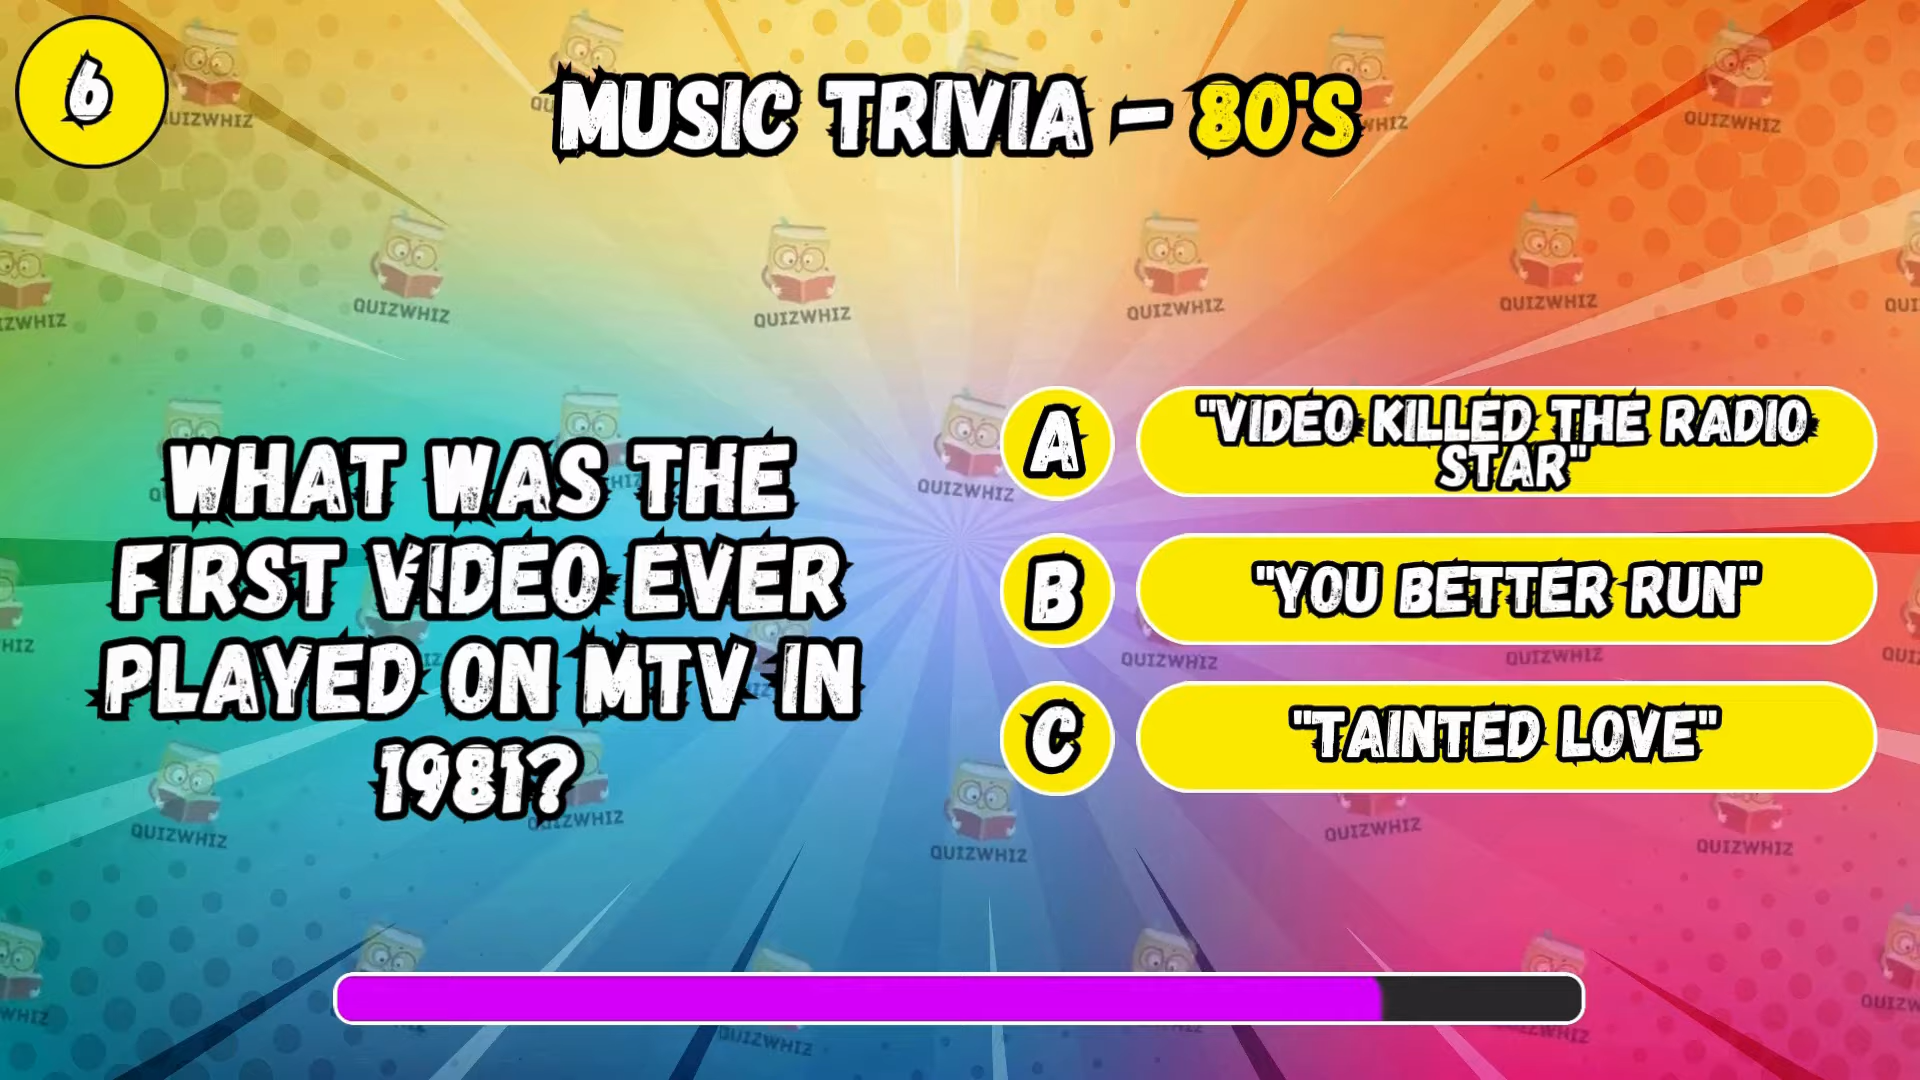 6
MUSIC TRIVIA - 80'S
WHAT WAS THE
FIRST VIDEO EVER
PLAYED ON MTV IN
1981?
A
"VIDEO KILLED THE RADIO
STAR"
B
"YOU BETTER RUN"
C
"TAINTED LOVE"
QUIZWHIZ